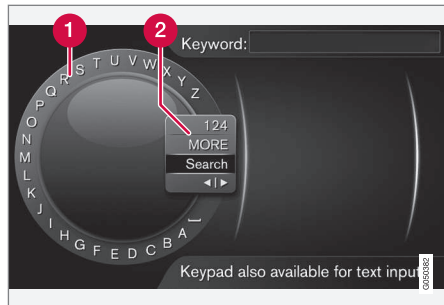 1
2
Keyword:
A B C D E F G H I J K L M N O P Q R S T U V W X Y Z
124
MORE
Search
◄|►
Keypad also available for text input
G050382